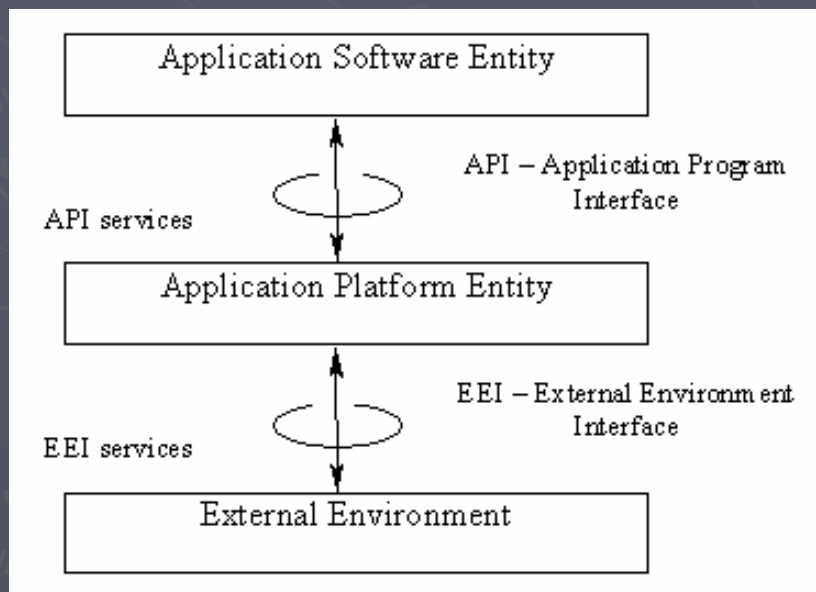 Application Software Entity
API – Application Program
Interface
API services
Application Platform Entity
EEI – External Environment
Interface
EEI services
External Environment